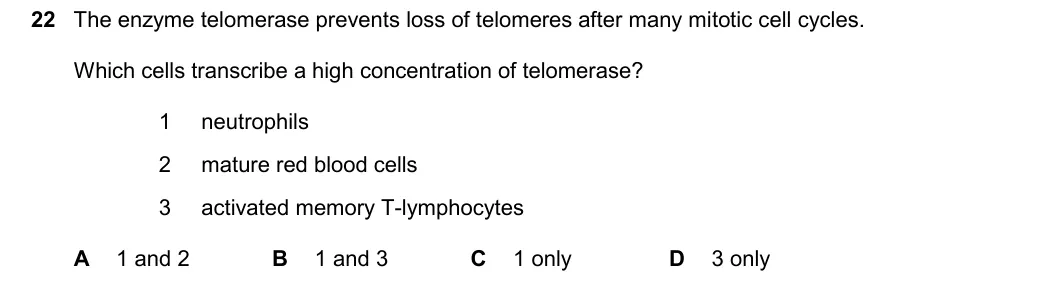 22 The enzyme telomerase prevents loss of telomeres after many mitotic cell cycles.
Which cells transcribe a high concentration of telomerase?
1 neutrophils
2 mature red blood cells
3 activated memory T-lymphocytes
A 1 and 2 B 1 and 3 C 1 only D 3 only